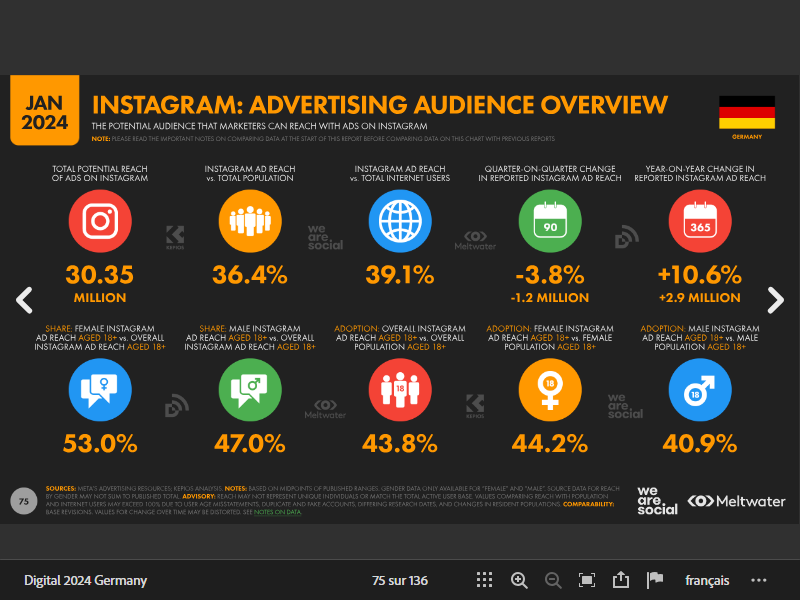 JAN
2024
INSTAGRAM: ADVERTISING AUDIENCE OVERVIEW
THE POTENTIAL AUDIENCE THAT MARKETERS CAN REACH WITH ADS ON INSTAGRAM
NOTE: PLEASE READ THE IMPORTANT NOTES ON COMPARING DATA AT THE START OF THIS REPORT BEFORE COMPARING DATA ON THIS CHART WITH PREVIOUS REPORTS
GERMANY
TOTAL POTENTIAL REACH
OF ADS ON INSTAGRAM
30.35
MILLION
INSTAGRAM AD REACH
vs. TOTAL POPULATION
36.4%
INSTAGRAM AD REACH
vs. TOTAL INTERNET USERS
39.1%
QUARTER-ON-QUARTER CHANGE
IN REPORTED INSTAGRAM AD REACH
90
-3.8%
-1.2 MILLION
YEAR-ON-YEAR CHANGE IN
REPORTED INSTAGRAM AD REACH
365
+10.6%
+2.9 MILLION
KEPIOS
we
are.
social
Meltwater
SHARE: FEMALE INSTAGRAM
AD REACH AGED 18+ vs. OVERALL
INSTAGRAM AD REACH AGED 18+
53.0%
SHARE: MALE INSTAGRAM
AD REACH AGED 18+ vs. OVERALL
INSTAGRAM AD REACH AGED 18+
47.0%
ADOPTION: OVERALL INSTAGRAM
AD REACH AGED 18+ vs. OVERALL
POPULATION AGED 18+
18
43.8%
ADOPTION: FEMALE INSTAGRAM
AD REACH AGED 18+ vs. FEMALE
POPULATION AGED 18+
18
44.2%
ADOPTION: MALE INSTAGRAM
AD REACH AGED 18+ vs. MALE
POPULATION AGED 18+
18
40.9%
Meltwater
KEPIOS
we
are.
social
75
SOURCES: META'S ADVERTISING RESOURCES; KEPIOS ANALYSIS. NOTES: BASED ON MIDPOINTS OF PUBLISHED RANGES. GENDER DATA ONLY AVAILABLE FOR "FEMALE" AND "MALE". SOURCE DATA FOR REACH
BY GENDER MAY NOT SUM TO PUBLISHED TOTAL. ADVISORY: REACH MAY NOT REPRESENT UNIQUE INDIVIDUALS OR MATCH THE TOTAL ACTIVE USER BASE. VALUES COMPARING REACH WITH POPULATION
AND INTERNET USERS MAY EXCEED 100% DUE TO USER AGE MISSTATEMENTS, DUPLICATE AND FAKE ACCOUNTS, DIFFERING RESEARCH DATES, AND CHANGES IN RESIDENT POPULATIONS. COMPARABILITY:
BASE REVISIONS. VALUES FOR CHANGE OVER TIME MAY BE DISTORTED. SEE NOTES ON DATA.
we
are.
social
Meltwater
Digital 2024 Germany
75 sur 136
français